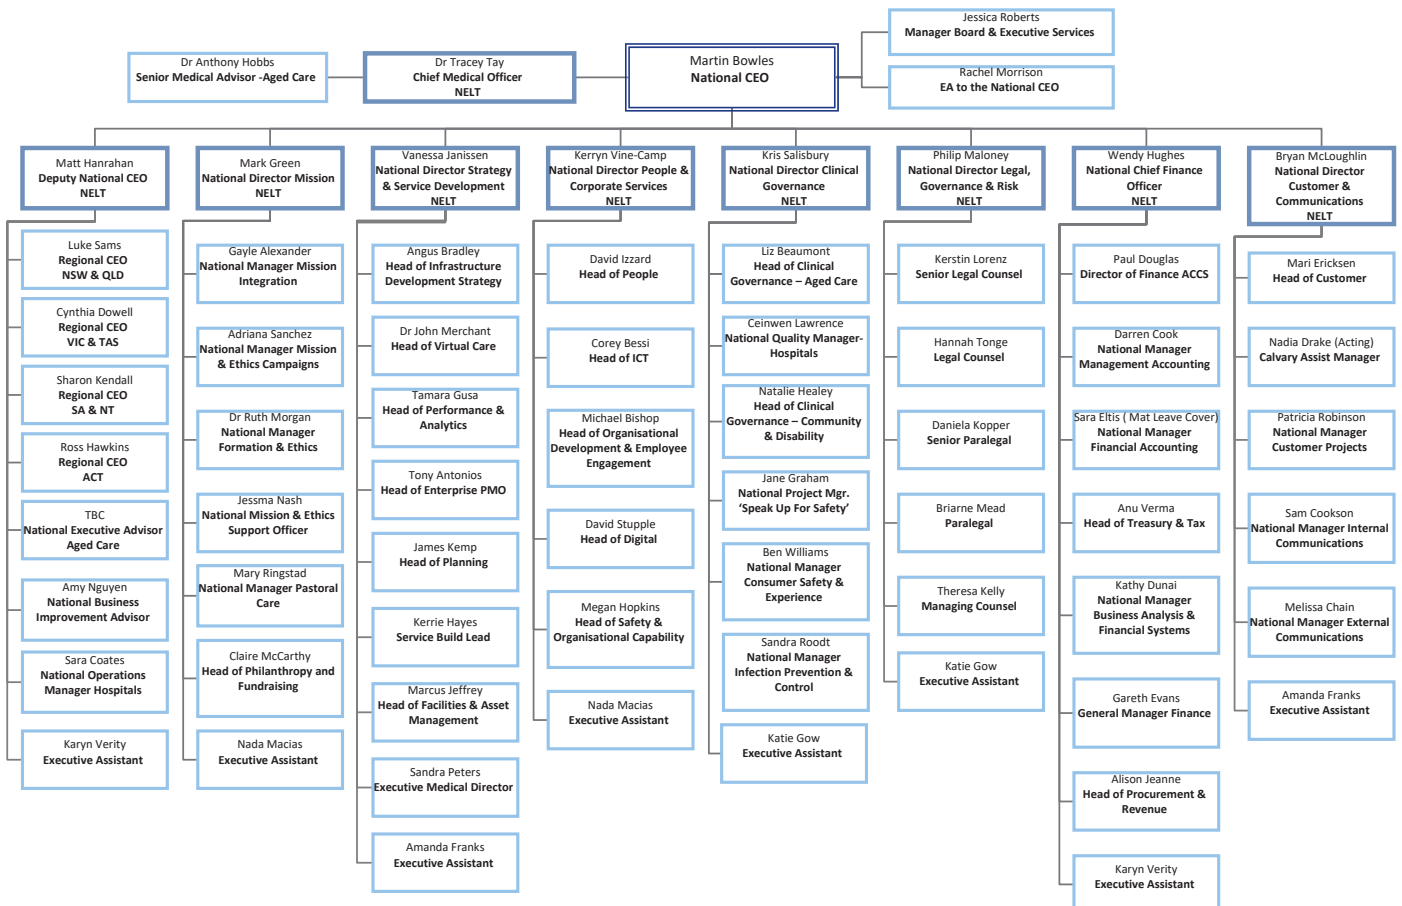 Jessica Roberts
Manager Board & Executive Services
Dr Anthony Hobbs
Senior Medical Advisor -Aged Care
Dr Tracey Tay
Chief Medical Officer
NELT
Martin Bowles
National CEO
Rachel Morrison
EA to the National CEO
Matt Hanrahan
Deputy National CEO
NELT
Luke Sams
Regional CEO
NSW & QLD
Cynthia Dowell
Regional CEO
VIC & TAS
Sharon Kendall
Regional CEO
SA & NT
Ross Hawkins
Regional CEO
ACT
TBC
National Executive Advisor
Aged Care
Amy Nguyen
National Business
Improvement Advisor
Sara Coates
National Operations
Manager Hospitals
Karyn Verity
Executive Assistant
Mark Green
National Director Mission
NELT
Gayle Alexander
National Manager Mission
Integration
Adriana Sanchez
National Manager Mission
& Ethics Campaigns
Dr Ruth Morgan
National Manager
Formation & Ethics
Jessma Nash
National Mission & Ethics
Support Officer
Mary Ringstad
National Manager Pastoral
Care
Claire McCarthy
Head of Philanthropy and
Fundraising
Nada Macias
Executive Assistant
Vanessa Janissen
National Director Strategy
& Service Development
NELT
Angus Bradley
Head of Infrastructure
Development Strategy
Dr John Merchant
Head of Virtual Care
Tamara Gusa
Head of Performance &
Analytics
Tony Antonios
Head of Enterprise PMO
James Kemp
Head of Planning
Kerrie Hayes
Service Build Lead
Marcus Jeffrey
Head of Facilities & Asset
Management
Sandra Peters
Executive Medical Director
Amanda Franks
Executive Assistant
Kerryn Vine-Camp
National Director People &
Corporate Services
NELT
David Izzard
Head of People
Corey Bessi
Head of ICT
Michael Bishop
Head of Organisational
Development & Employee
Engagement
David Stupple
Head of Digital
Megan Hopkins
Head of Safety &
Organisational Capability
Nada Macias
Executive Assistant
Kris Salisbury
National Director Clinical
Governance
NELT
Liz Beaumont
Head of Clinical
Governance – Aged Care
Ceinwen Lawrence
National Quality Manager-
Hospitals
Natalie Healey
Head of Clinical
Governance – Community
& Disability
Jane Graham
National Project Mgr.
‘Speak Up For Safety’
Ben Williams
National Manager
Consumer Safety &
Experience
Sandra Roodt
National Manager
Infection Prevention &
Control
Katie Gow
Executive Assistant
Philip Maloney
National Director Legal,
Governance & Risk
NELT
Kerstin Lorenz
Senior Legal Counsel
Hannah Tonge
Legal Counsel
Daniela Kopper
Senior Paralegal
Briarne Mead
Paralegal
Theresa Kelly
Managing Counsel
Katie Gow
Executive Assistant
Wendy Hughes
National Chief Finance
Officer
NELT
Paul Douglas
Director of Finance ACCS
Darren Cook
National Manager
Management Accounting
Sara Eltis ( Mat Leave Cover)
National Manager
Financial Accounting
Anu Verma
Head of Treasury & Tax
Kathy Dunai
National Manager
Business Analysis &
Financial Systems
Gareth Evans
General Manager Finance
Alison Jeanne
Head of Procurement &
Revenue
Karyn Verity
Executive Assistant
Bryan McLoughlin
National Director
Customer &
Communications
NELT
Mari Ericksen
Head of Customer
Nadia Drake (Acting)
Calvary Assist Manager
Patricia Robinson
National Manager
Customer Projects
Sam Cookson
National Manager Internal
Communications
Melissa Chain
National Manager External
Communications
Amanda Franks
Executive Assistant